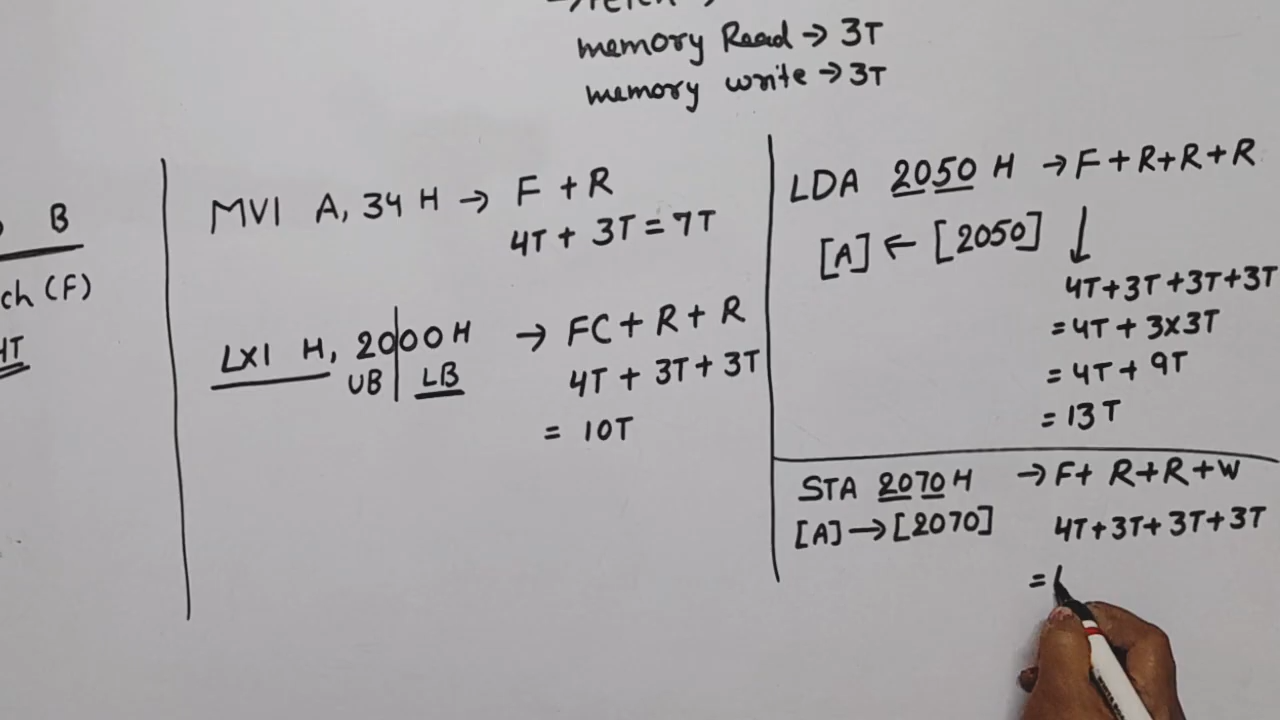 memory Read → 3T
memory write → 3T
B
ch (F)
4T
MVI A, 34 H → F + R
4T + 3T = 7T
LXI H, 2000 H → FC + R + R
UB LB
4T + 3T + 3T
= 10T
LDA 2050 H → F + R + R + R
[A] ← [2050] ↓
4T + 3T + 3T + 3T
= 4T + 3x3T
= 4T + 9T
= 13T
STA 2070 H → F + R + R + W
[A] → [2070]
4T + 3T + 3T + 3T
=